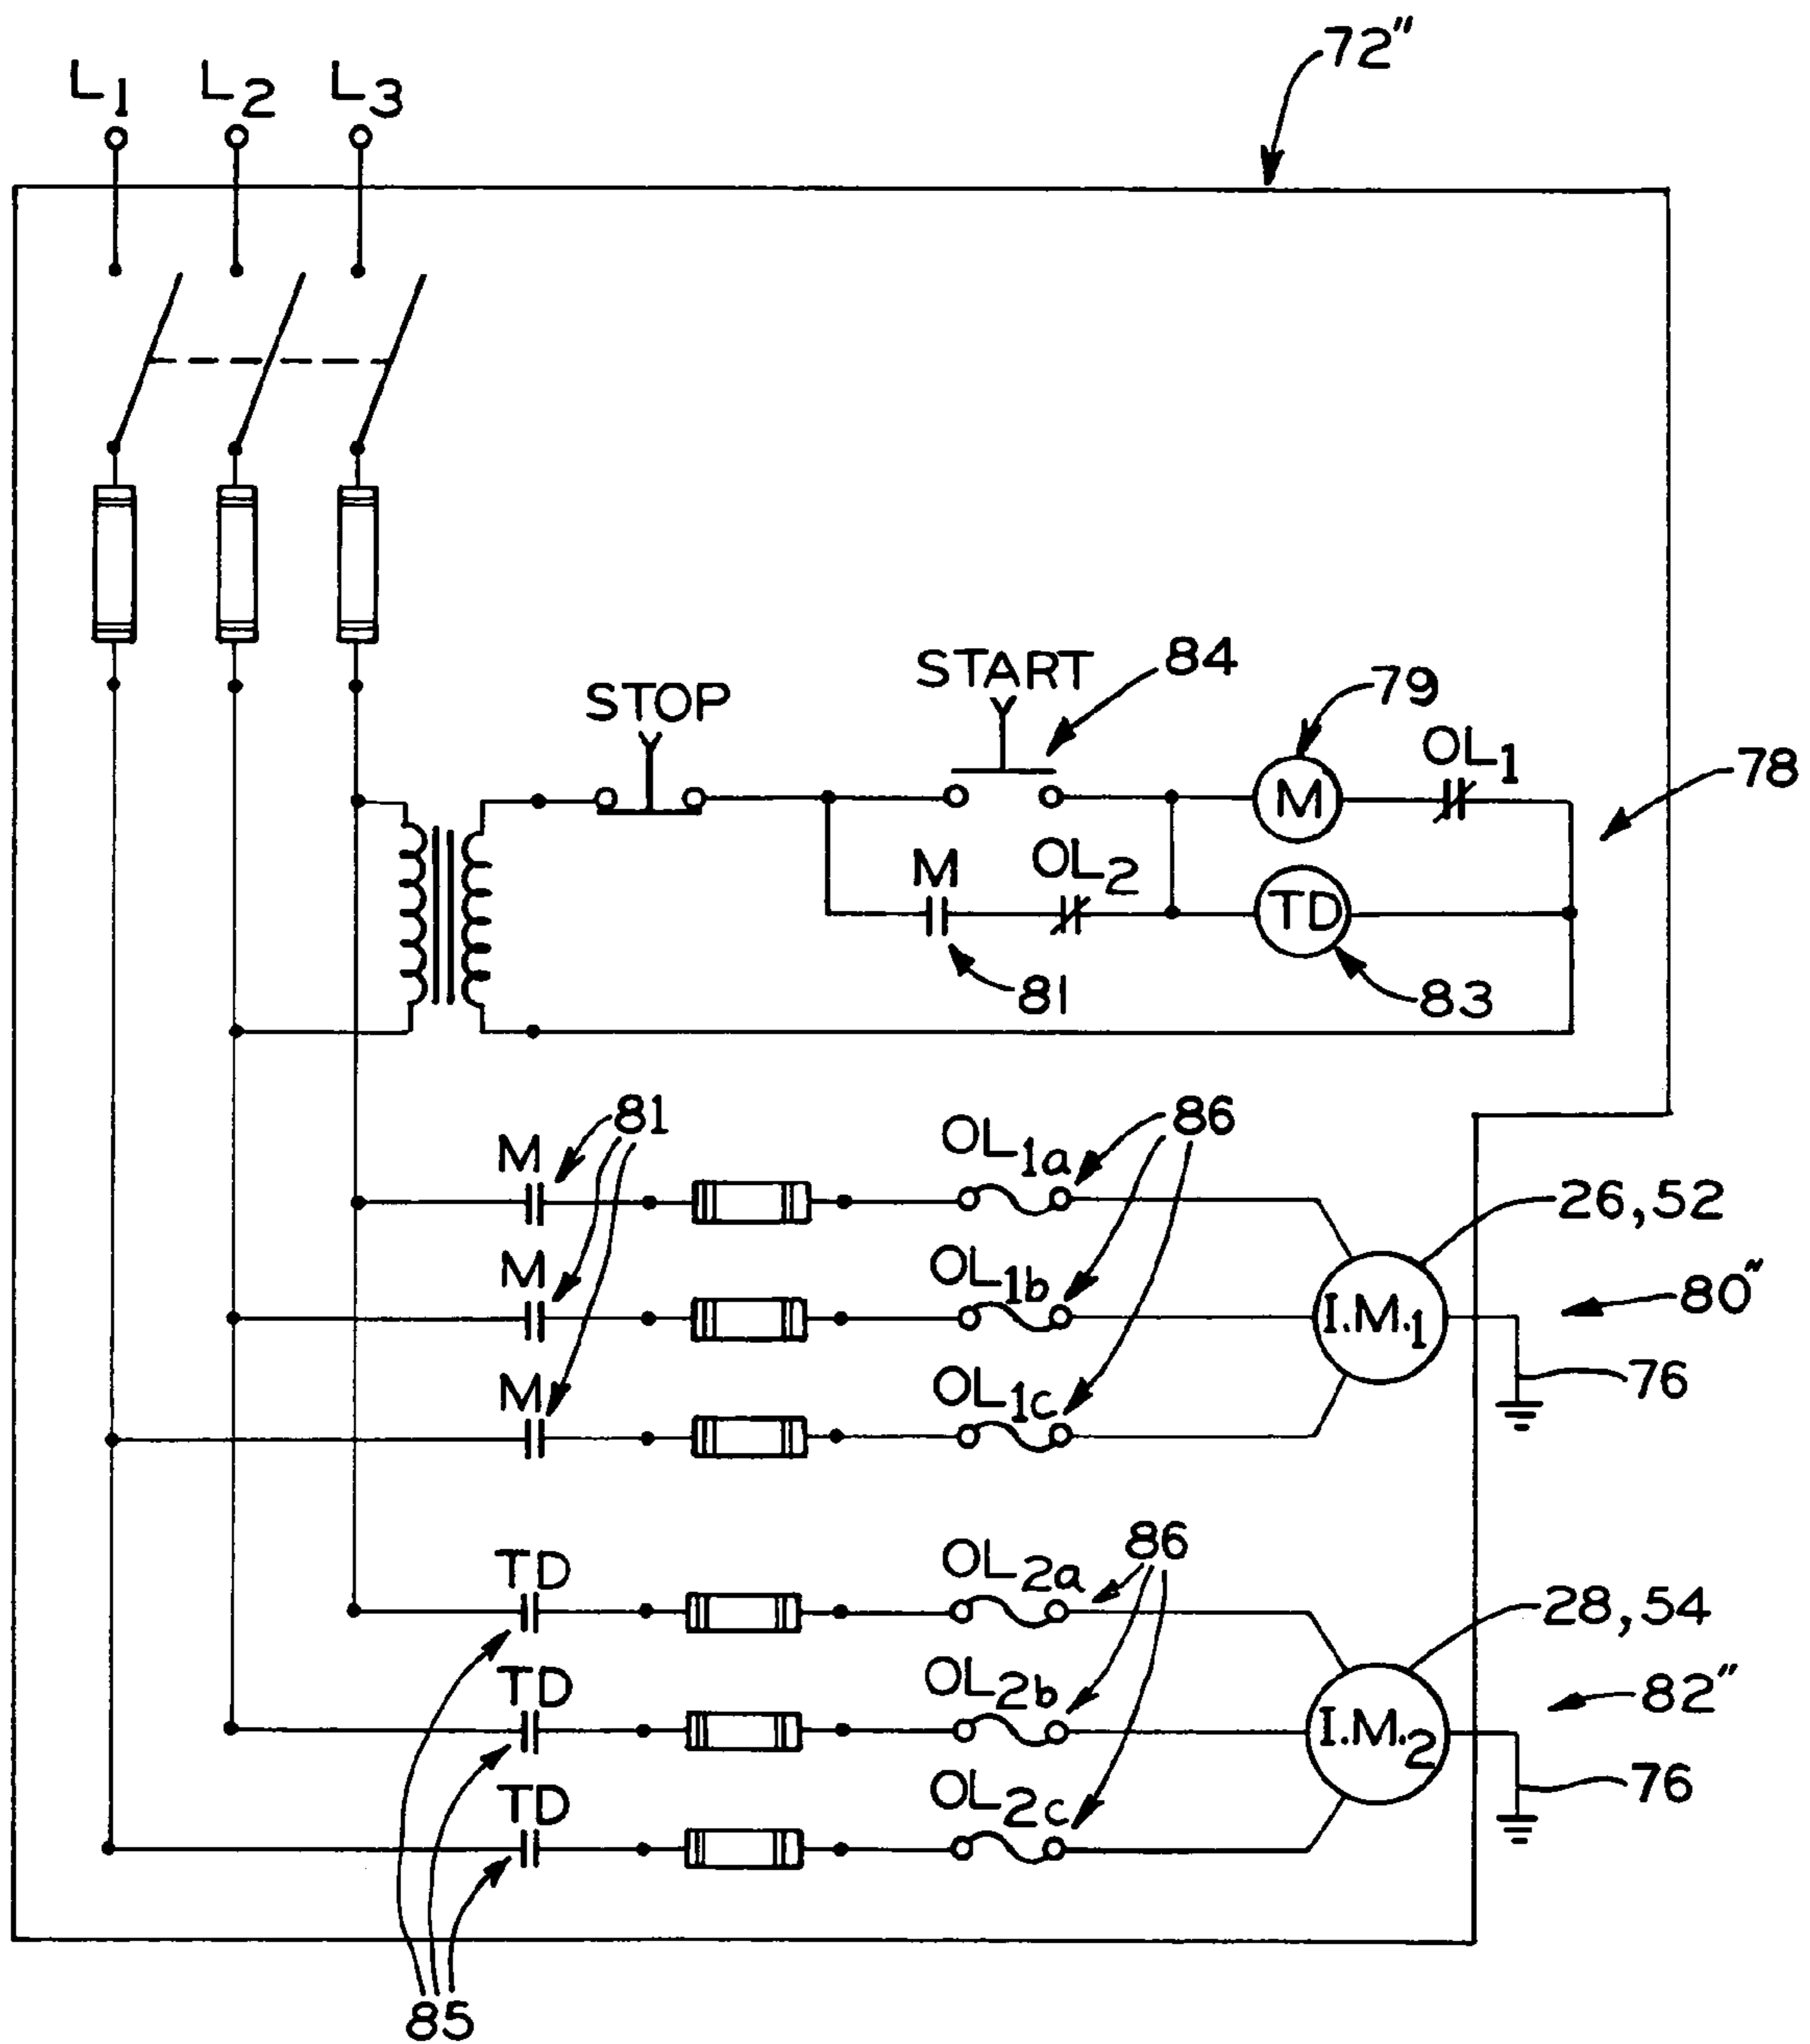 72"
L1 L2 L3
STOP
START
84
79
M
OL1
78
M
OL2
TD
81
83
81
86
M
OL1a
26,52
M
OL1b
I.M.1
80"
M
OL1c
76
86
TD
OL2a
28,54
TD
OL2b
I.M.2
82"
TD
OL2c
76
85